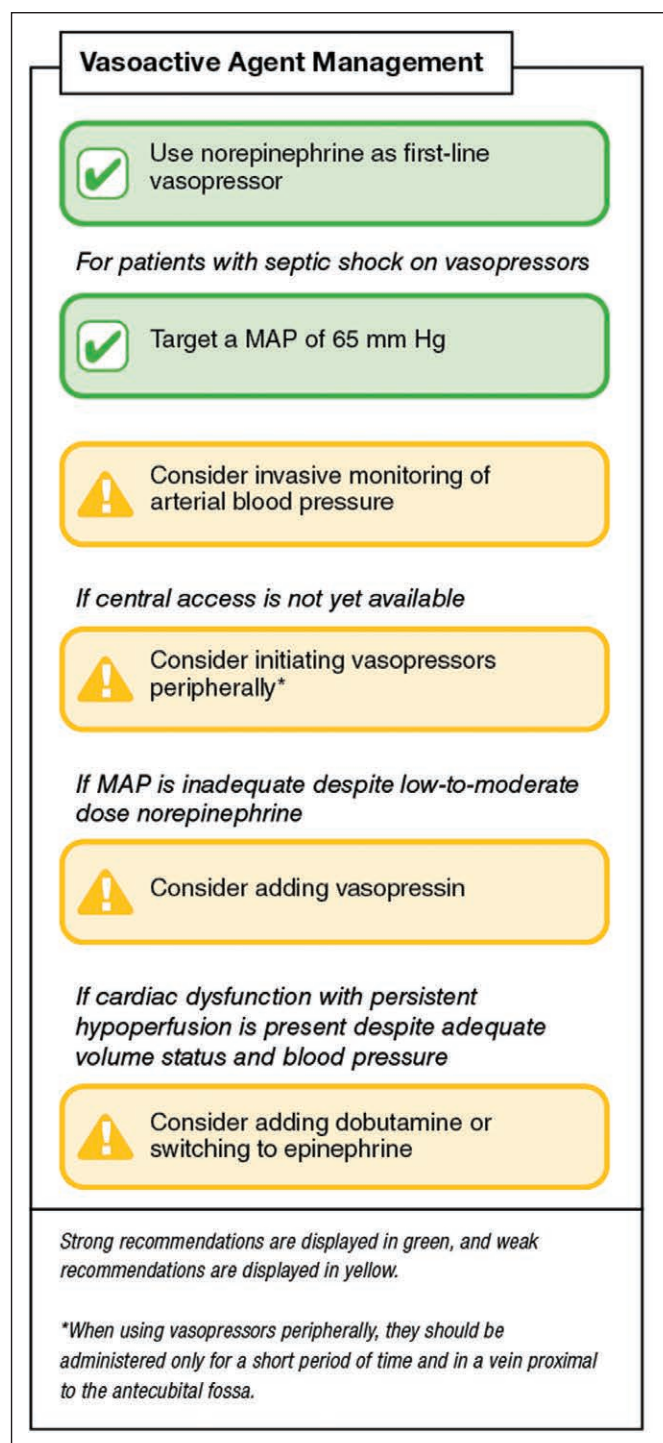 Vasoactive Agent Management
Use norepinephrine as first-line
vasopressor
For patients with septic shock on vasopressors
Target a MAP of 65 mm Hg
Consider invasive monitoring of
arterial blood pressure
If central access is not yet available
Consider initiating vasopressors
peripherally*
If MAP is inadequate despite low-to-moderate
dose norepinephrine
Consider adding vasopressin
If cardiac dysfunction with persistent
hypoperfusion is present despite adequate
volume status and blood pressure
Consider adding dobutamine or
switching to epinephrine
Strong recommendations are displayed in green, and weak
recommendations are displayed in yellow.
*When using vasopressors peripherally, they should be
administered only for a short period of time and in a vein proximal
to the antecubital fossa.